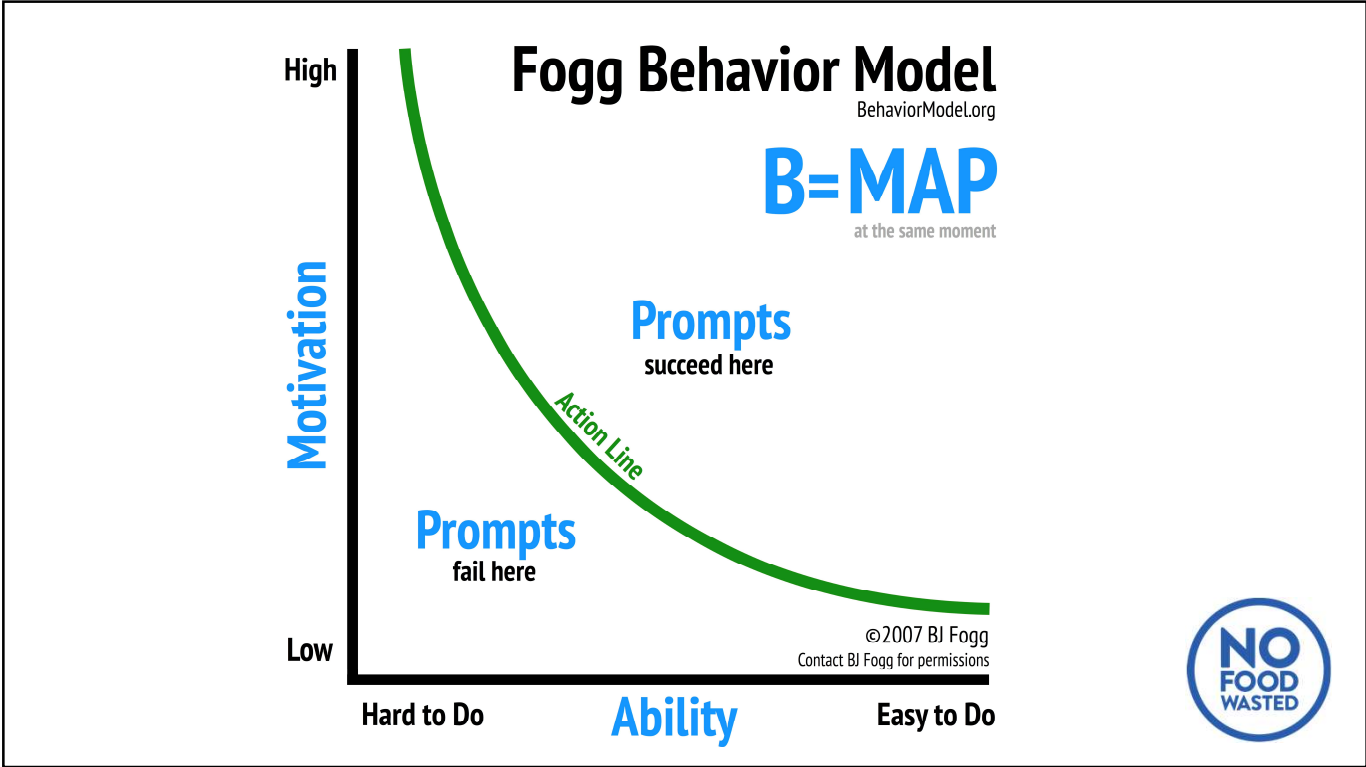 Fogg Behavior Model
BehaviorModel.org
B=MAP
at the same moment
High
Motivation
Low
Prompts
succeed here
Action Line
Prompts
fail here
©2007 BJ Fogg
Contact BJ Fogg for permissions
Hard to Do
Ability
Easy to Do
NO
FOOD
WASTED